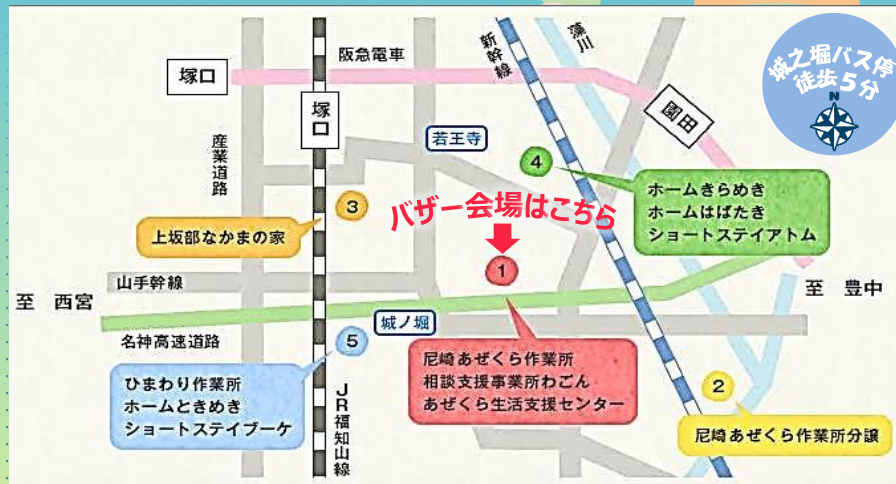 城之堀バス停
徒歩5分
N
阪急電車
新幹線
藻川
塚口
塚口
園田
産業道路
若王寺
4
ホームきらめき
ホームはばたき
ショートステイアトム
3
バザー会場はこちら
上坂部なかまの家
1
山手幹線
至 西宮
至 豊中
城ノ堀
名神高速道路
5
尼崎あぜくら作業所
相談支援事業所わごん
あぜくら生活支援センター
ひまわり作業所
ホームときめき
ショートステイブーケ
JR福知山線
2
尼崎あぜくら作業所分譲